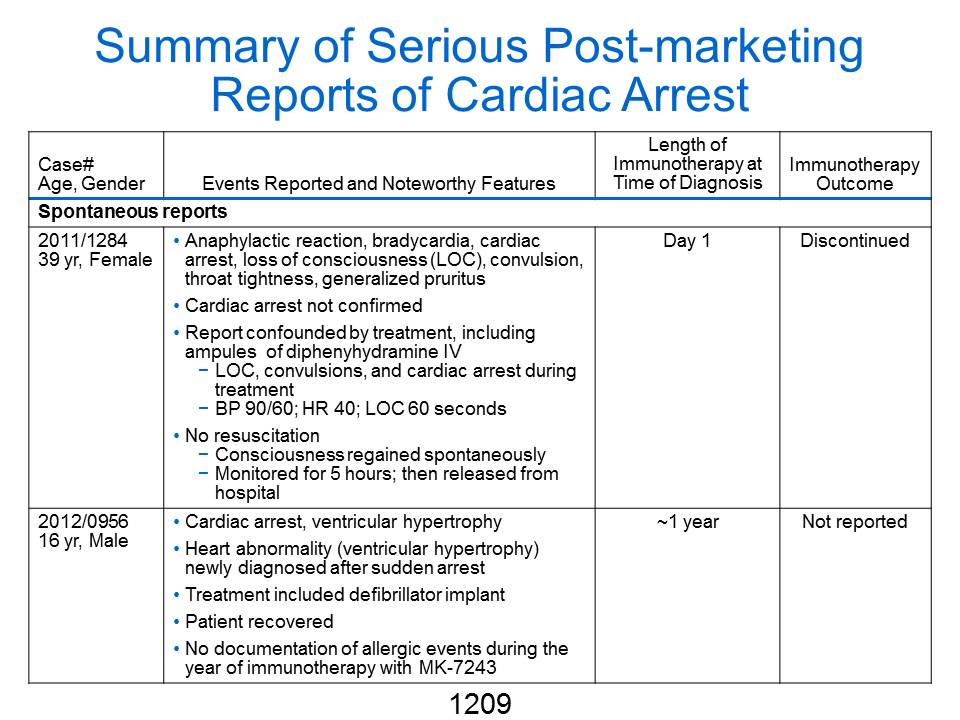 Summary of Serious Post-marketing
Reports of Cardiac Arrest
Case#
Age, Gender
Events Reported and Noteworthy Features
Length of
Immunotherapy at
Time of Diagnosis
Immunotherapy
Outcome
Spontaneous reports
2011/1284
39 yr, Female
• Anaphylactic reaction, bradycardia, cardiac
arrest, loss of consciousness (LOC), convulsion,
throat tightness, generalized pruritus
• Cardiac arrest not confirmed
• Report confounded by treatment, including
ampules of diphenyhydramine IV
− LOC, convulsions, and cardiac arrest during
treatment
− BP 90/60; HR 40; LOC 60 seconds
• No resuscitation
− Consciousness regained spontaneously
− Monitored for 5 hours; then released from
hospital
Day 1
Discontinued
2012/0956
16 yr, Male
• Cardiac arrest, ventricular hypertrophy
• Heart abnormality (ventricular hypertrophy)
newly diagnosed after sudden arrest
• Treatment included defibrillator implant
• Patient recovered
• No documentation of allergic events during the
year of immunotherapy with MK-7243
~1 year
Not reported
1209